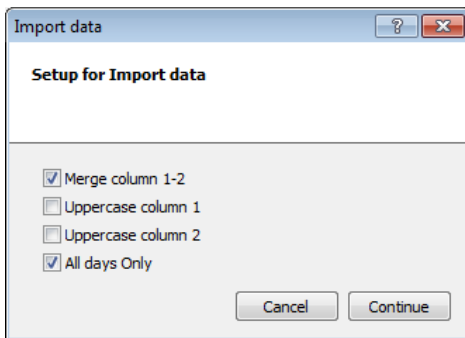 Import data
Setup for Import data
Merge column 1-2
Uppercase column 1
Uppercase column 2
All days Only
Cancel Continue